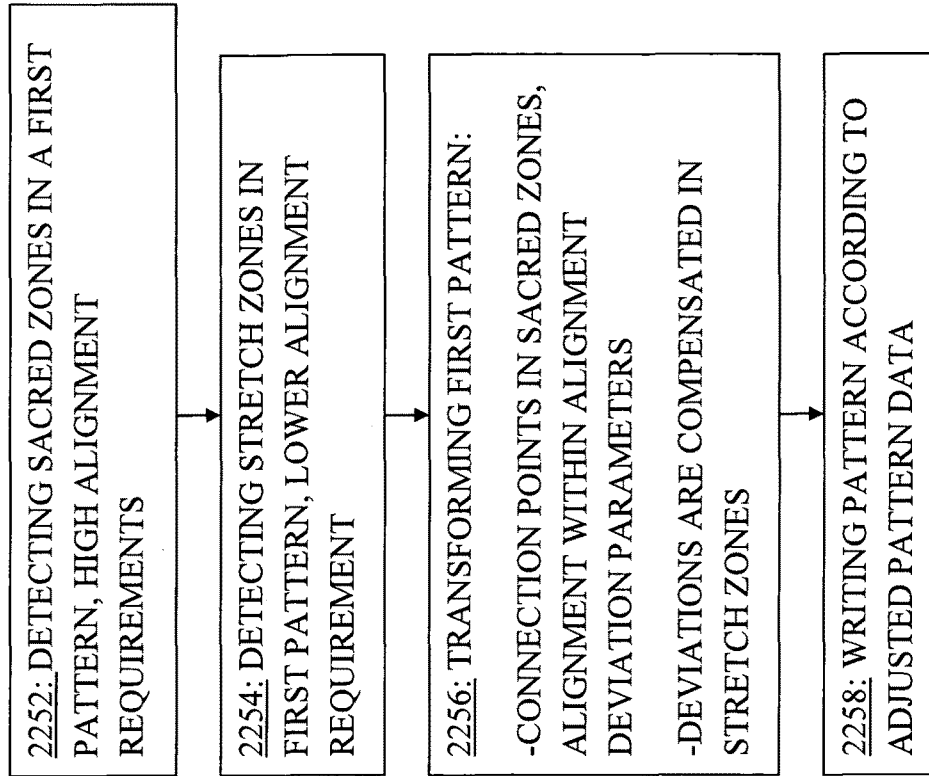 2252: DETECTING SACRED ZONES IN A FIRST
PATTERN, HIGH ALIGNMENT
REQUIREMENTS
2254: DETECTING STRETCH ZONES IN
FIRST PATTERN, LOWER ALIGNMENT
REQUIREMENT
2256: TRANSFORMING FIRST PATTERN:
-CONNECTION POINTS IN SACRED ZONES,
ALIGNMENT WITHIN ALIGNMENT
DEVIATION PARAMETERS
-DEVIATIONS ARE COMPENSATED IN
STRETCH ZONES
2258: WRITING PATTERN ACCORDING TO
ADJUSTED PATTERN DATA